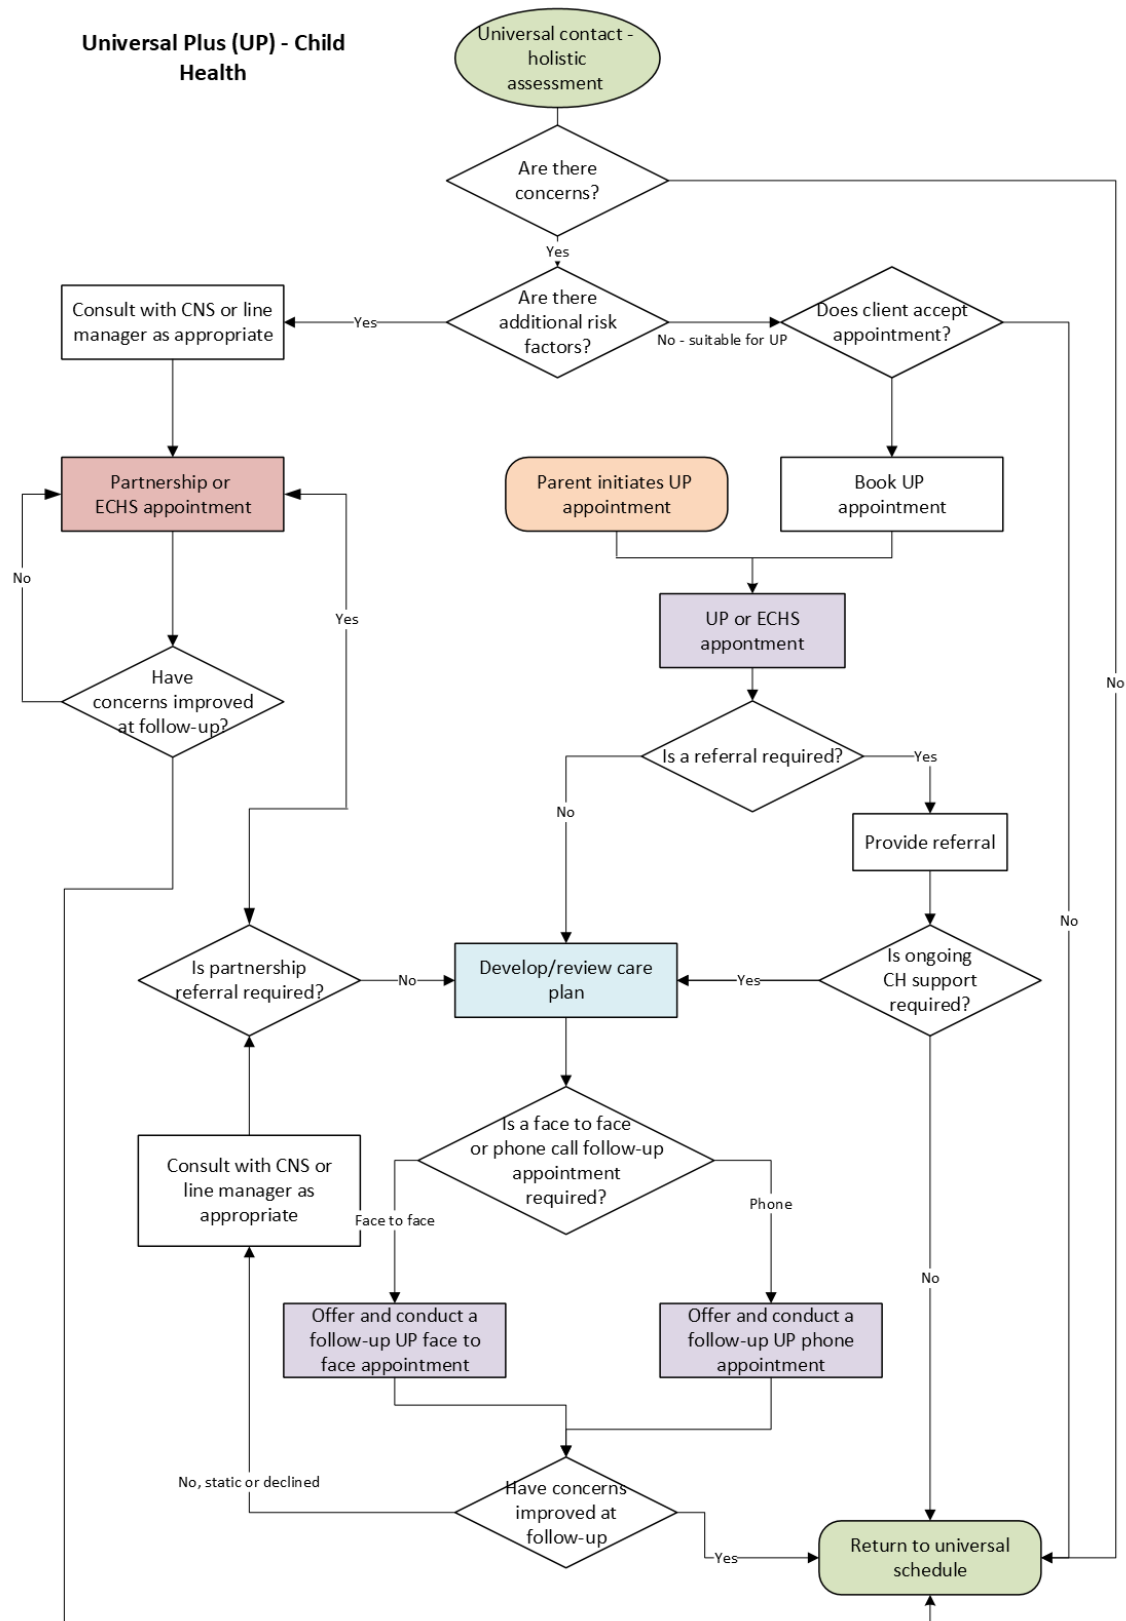 Universal Plus (UP) - Child
Health
Universal contact -
holistic
assessment
Are there
concerns?
Yes
Consult with CNS or line
manager as appropriate
Yes
Are there
additional risk
factors?
No - suitable for UP
Does client accept
appointment?
Partnership or
ECHS appointment
Parent initiates UP
appointment
Book UP
appointment
No
Yes
UP or ECHS
appontment
Have
concerns improved
at follow-up?
No
Is a referral required?
Yes
No
Provide referral
No
Is partnership
referral required?
No
Develop/review care
plan
Yes
Is ongoing
CH support
required?
Is a face to face
or phone call follow-up
appointment
required?
Consult with CNS or
line manager as
appropriate
Face to face
Phone
No
Offer and conduct a
follow-up UP face to
face appointment
Offer and conduct a
follow-up UP phone
appointment
No, static or declined
Have concerns
improved at
follow-up
Yes
Return to universal
schedule